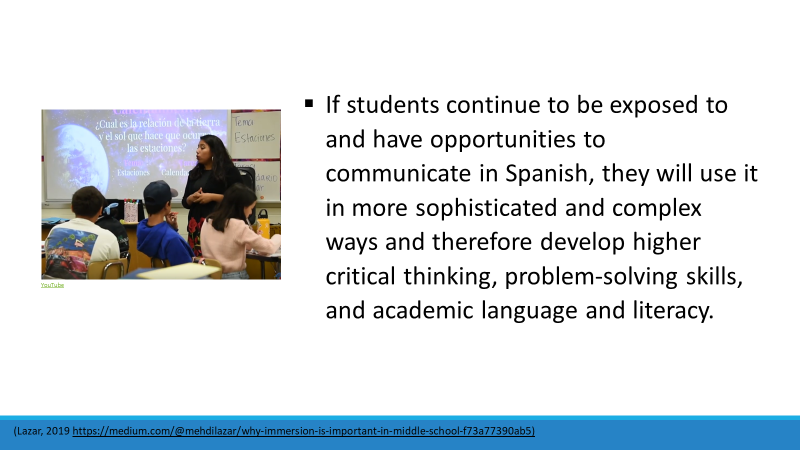 ¿Cual es la relación de la tierra
y el sol que hace que
las estaciones?
Estaciones
Tema
Estaciones
YouTube
▪ If students continue to be exposed to
and have opportunities to
communicate in Spanish, they will use it
in more sophisticated and complex
ways and therefore develop higher
critical thinking, problem-solving skills,
and academic language and literacy.
(Lazar, 2019 https://medium.com/@mehdilazar/why-immersion-is-important-in-middle-school-f73a77390ab5)